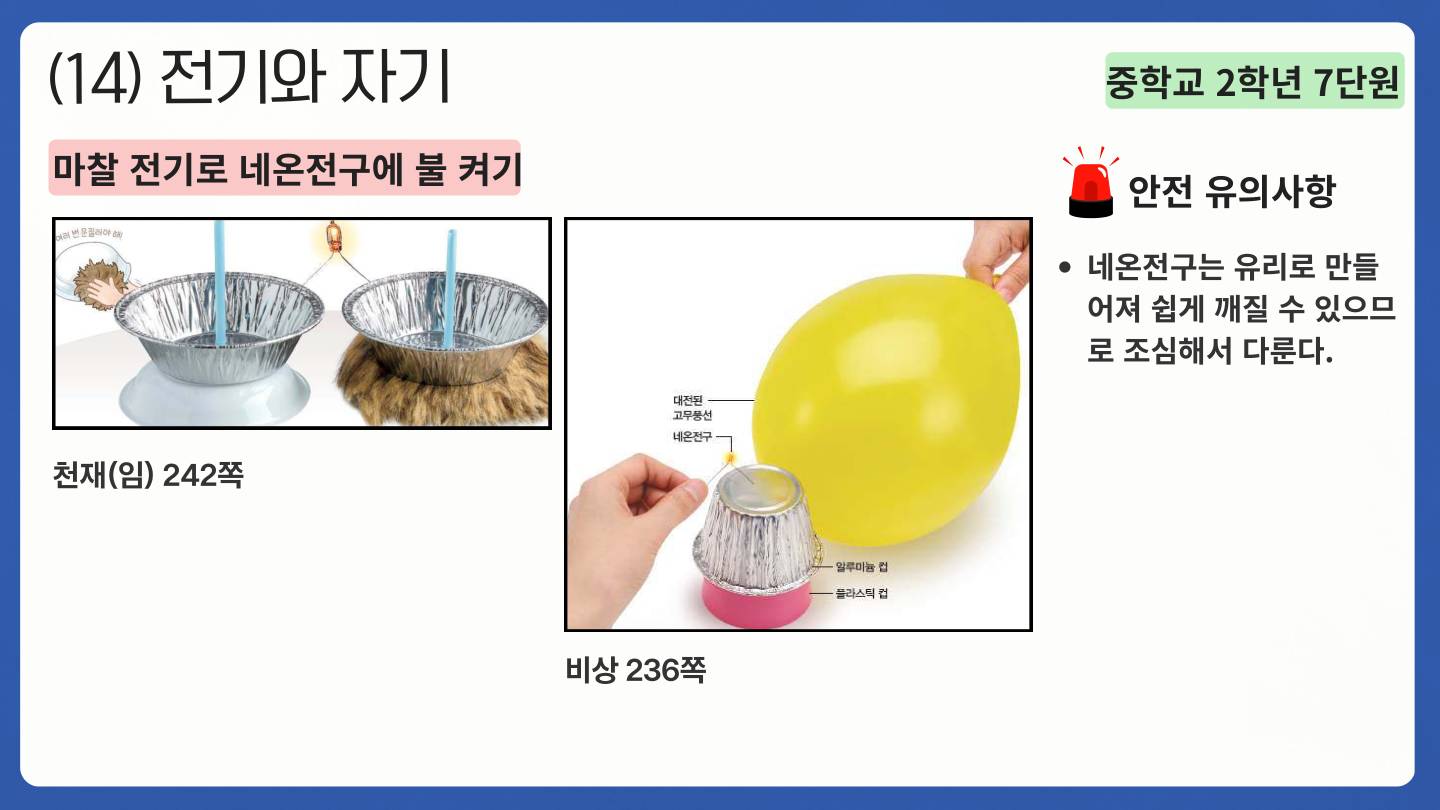 (14) 전기와 자기
중학교 2학년 7단원
마찰 전기로 네온전구에 불 켜기
여러 번 문질러야 해!
천재(임) 242쪽
대전된
고무풍선
네온전구
알루미늄 컵
플라스틱 컵
비상 236쪽
안전 유의사항
• 네온전구는 유리로 만들
어져 쉽게 깨질 수 있으므
로 조심해서 다룬다.